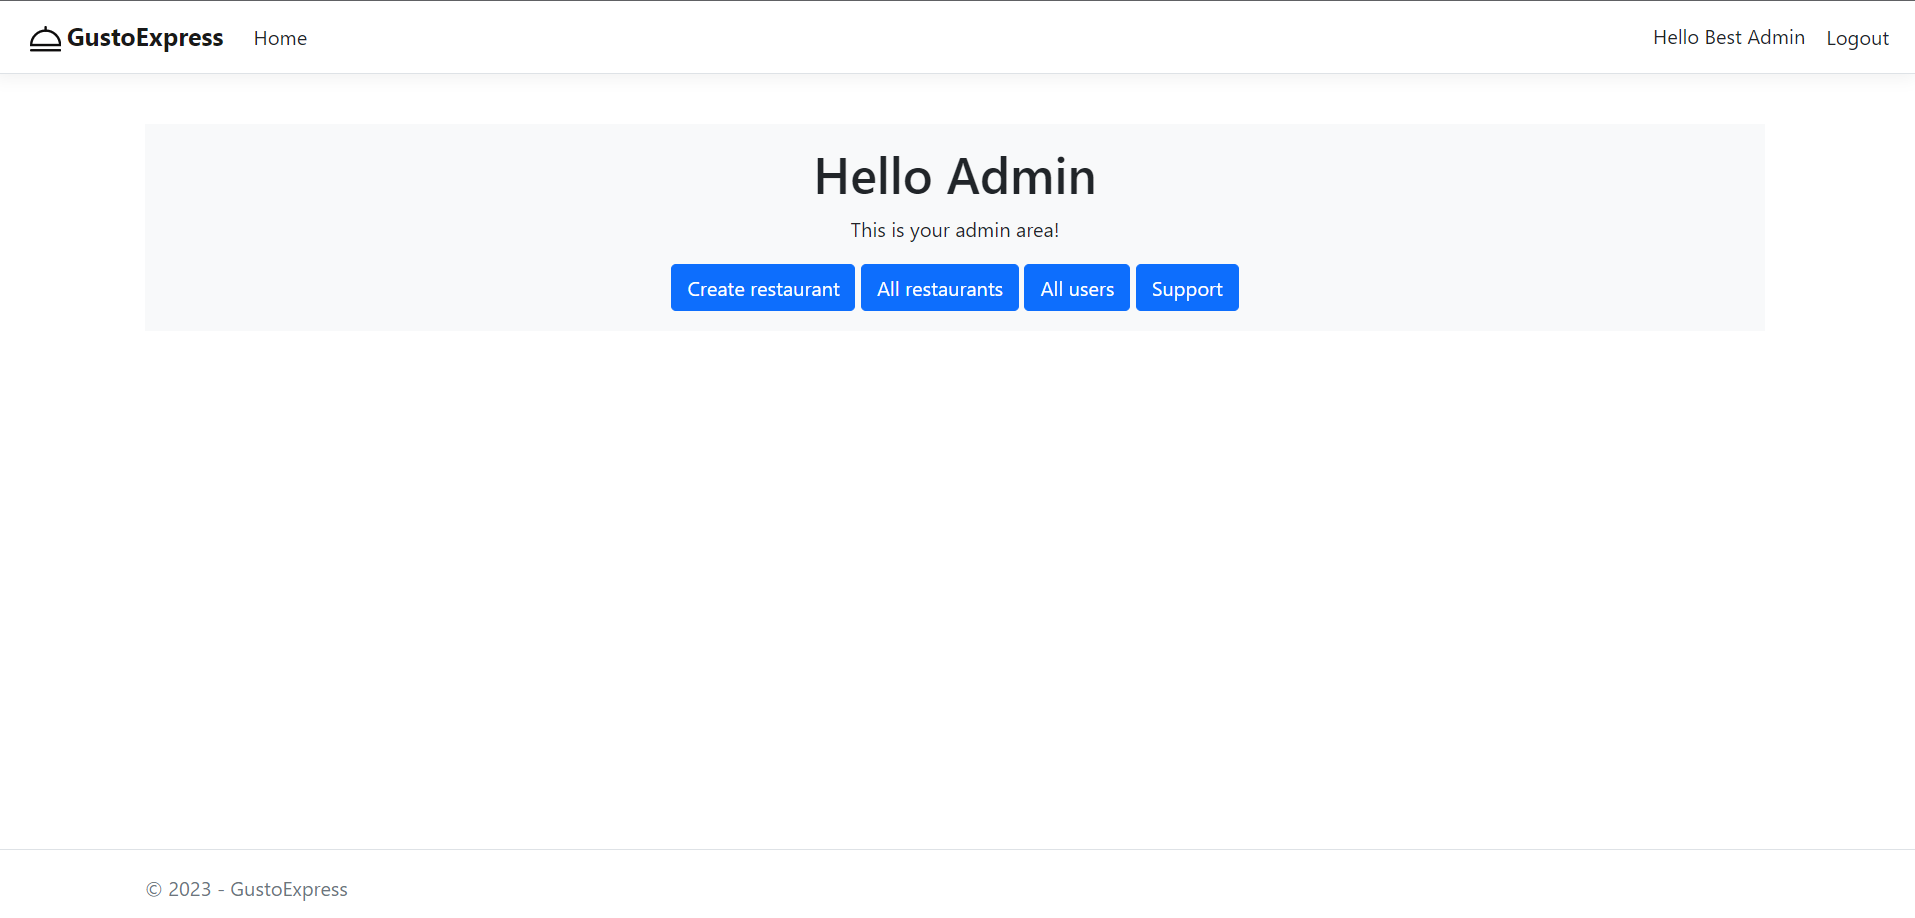 GustoExpress Home Hello Best Admin Logout
Hello Admin
This is your admin area!
Create restaurant All restaurants All users Support
© 2023 - GustoExpress